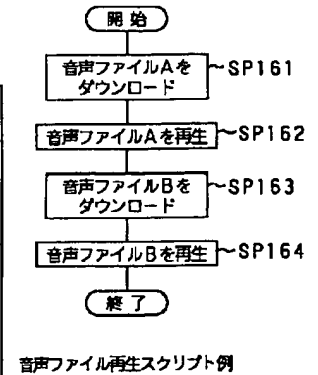 開始
音声ファイルAを ～SP161
ダウンロード
音声ファイルAを再生 ～SP162
音声ファイルBを ～SP163
ダウンロード
音声ファイルBを再生 ～SP164
終了
音声ファイル再生スクリプト例